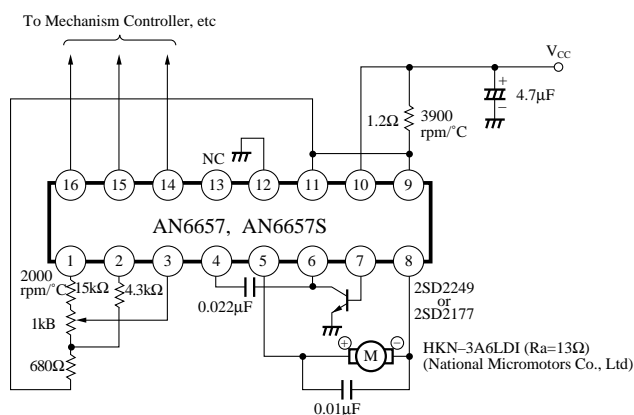 To Mechanism Controller, etc
VCC
+
−
4.7µF
1.2Ω
3900
rpm/°C
NC
16
15
14
13
12
11
10
9
AN6657, AN6657S
1
2
3
4
5
6
7
8
2000
rpm/°C
15kΩ
4.3kΩ
0.022µF
2SD2249
or
2SD2177
1kB
680Ω
+
M
−
HKN–3A6LDI (Ra=13Ω)
(National Micromotors Co., Ltd)
0.01µF